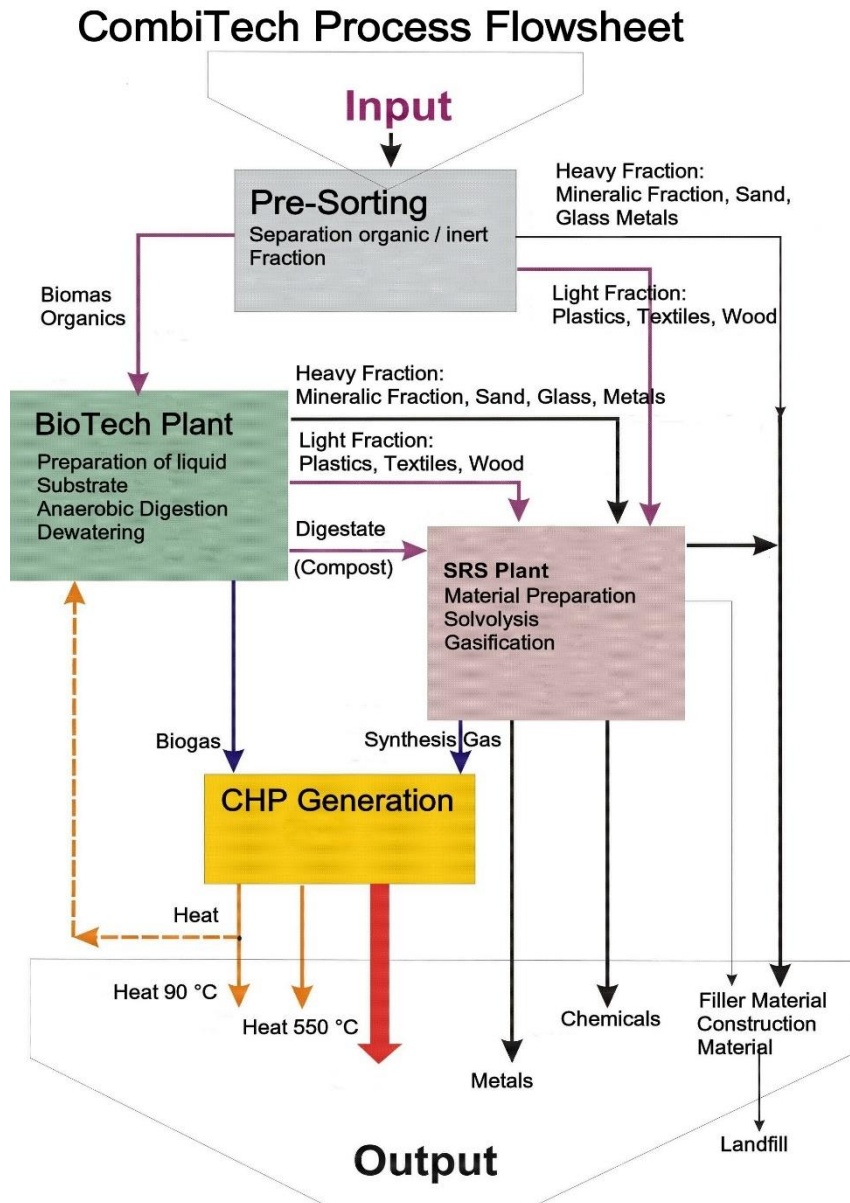 CombiTech Process Flowsheet
Input
Pre-Sorting
Separation organic / inert
Fraction
Heavy Fraction:
Mineralic Fraction, Sand,
Glass Metals
Light Fraction:
Plastics, Textiles, Wood
Biomas
Organics
BioTech Plant
Preparation of liquid
Substrate
Anaerobic Digestion
Dewatering
Heavy Fraction:
Mineralic Fraction, Sand, Glass, Metals
Light Fraction:
Plastics, Textiles, Wood
Digestate
(Compost)
SRS Plant
Material Preparation
Solvolysis
Gasification
Biogas
Synthesis Gas
CHP Generation
Heat
Heat 90 °C
Heat 550 °C
Metals
Chemicals
Filler Material
Construction
Material
Landfill
Output